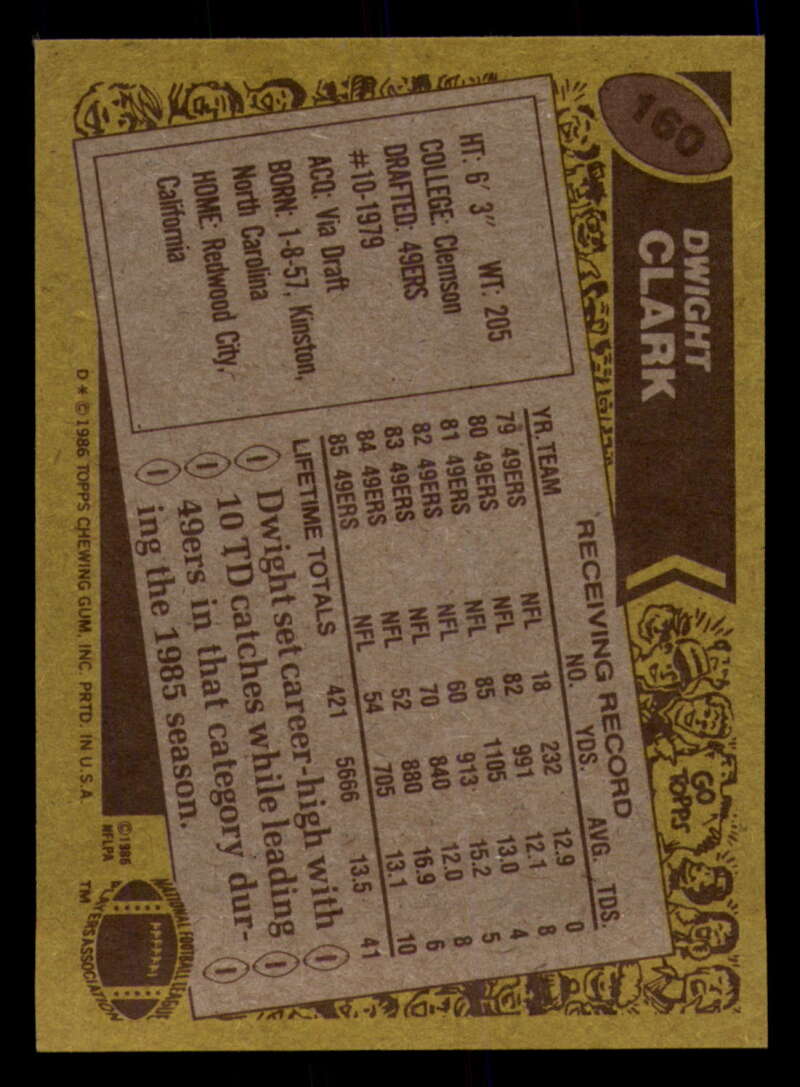 160
DWIGHT
CLARK
HT: 6' 3" WT: 205
COLLEGE: Clemson
DRAFTED: 49ERS
#10-1979
ACQ: Via Draft
BORN: 1-8-57, Kinston,
North Carolina
HOME: Redwood City,
California
RECEIVING RECORD
YR. TEAM NO. YDS. AVG. TDS.
79 49ERS NFL 18 232 12.9 0
80 49ERS NFL 82 991 12.1 8
81 49ERS NFL 85 1105 13.0 4
82 49ERS NFL 60 913 15.2 5
83 49ERS NFL 70 840 12.0 8
84 49ERS NFL 52 880 16.9 6
85 49ERS NFL 54 705 13.1 10
LIFETIME TOTALS 421 5666 13.5 41
Dwight set career-high with
10 TD catches while leading
49ers in that category dur-
ing the 1985 season.
GO
TOPPS
D*©1986 TOPPS CHEWING GUM, INC. PRTD. IN U.S.A.
©1986
NFLPA
NATIONAL FOOTBALL LEAGUE
PLAYERS ASSOCIATION
TM